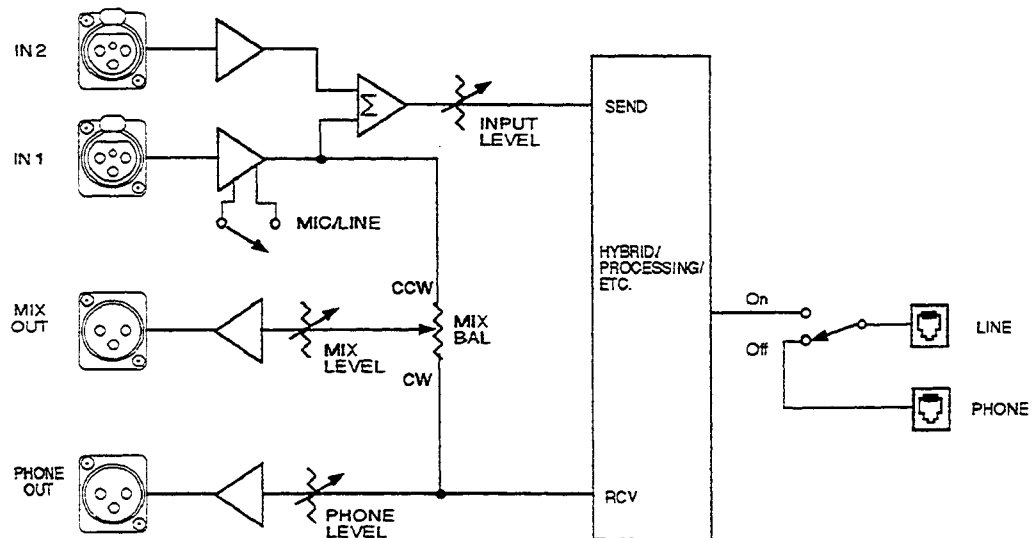 IN 2
Σ
INPUT
LEVEL
SEND
IN 1
MIC/LINE
HYBRID/
PROCESSING/
ETC.
MIX
OUT
MIX
LEVEL
CCW
MIX
BAL
CW
On
Off
LINE
PHONE
PHONE
OUT
PHONE
LEVEL
RCV